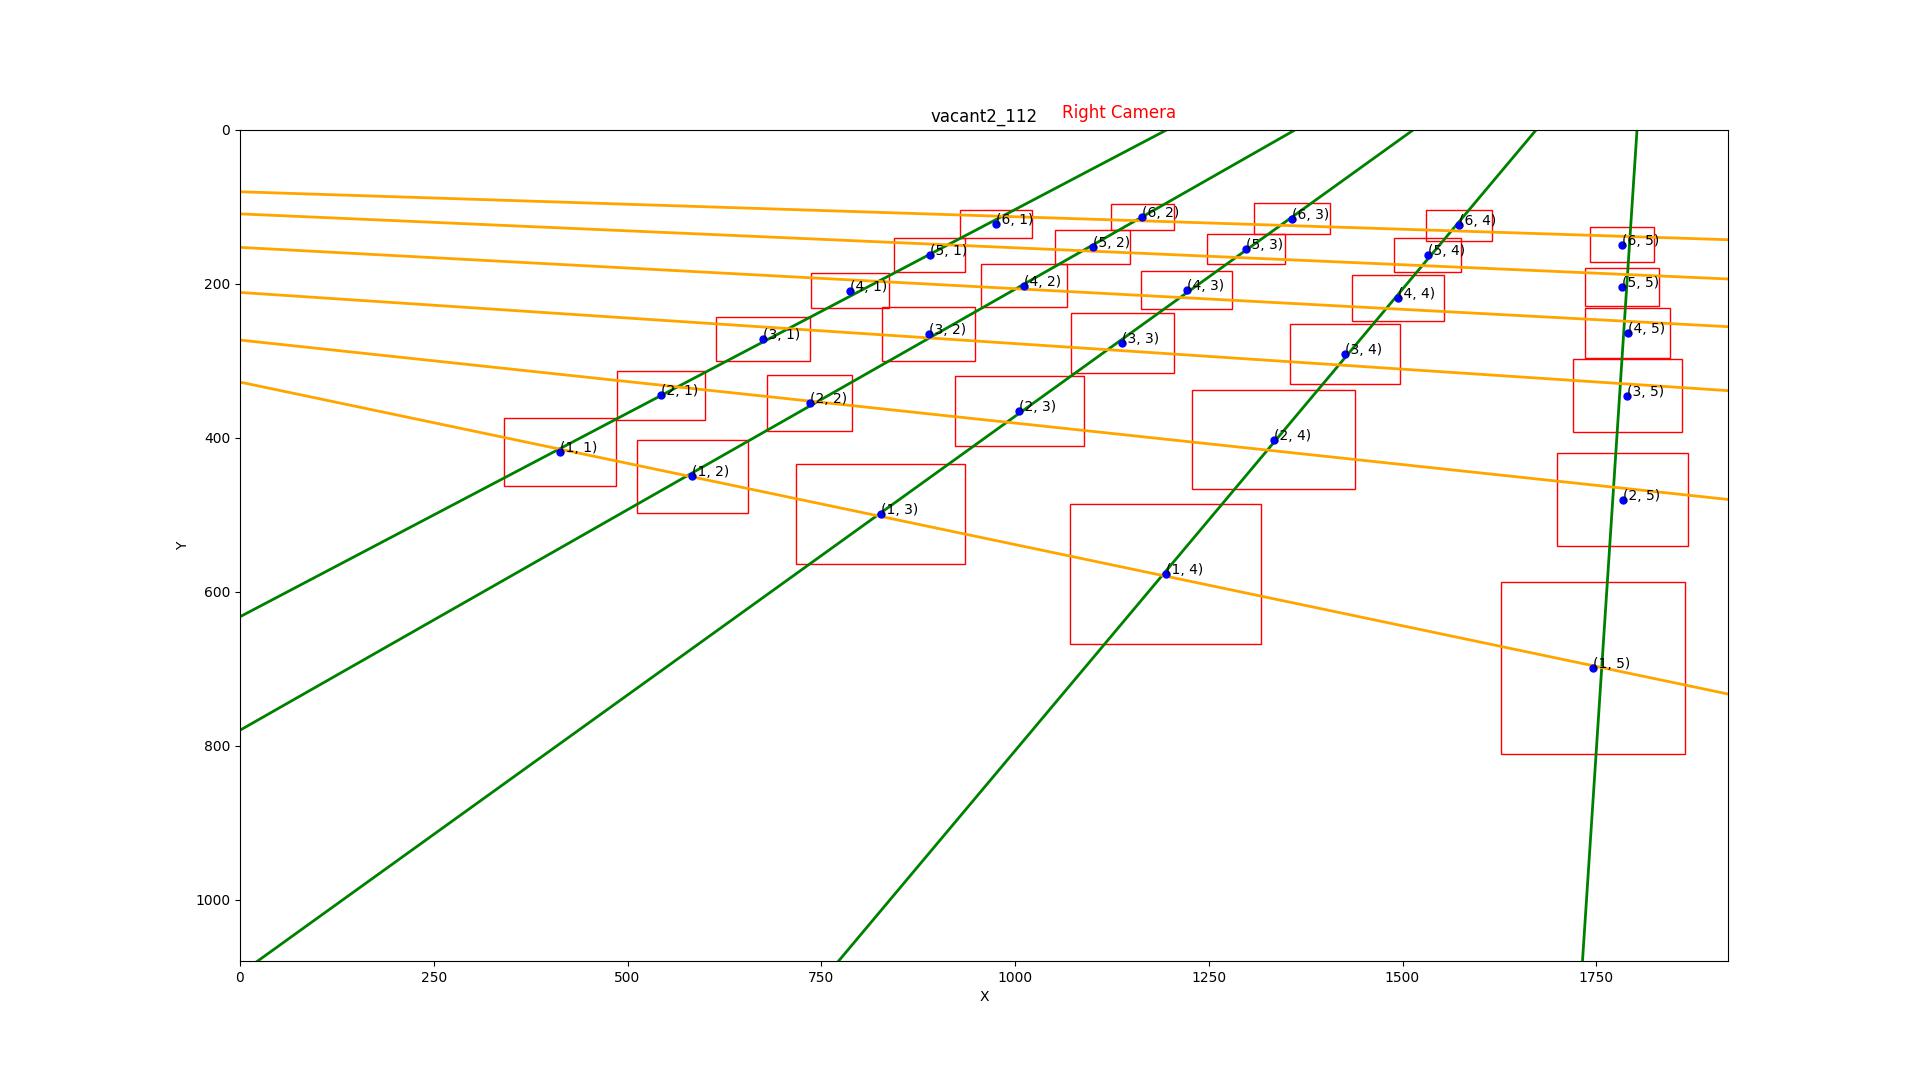 vacant2_112 Right Camera
0
(6, 1) (6, 2) (6, 3) (6, 4) (6, 5)
(5, 1) (5, 2) (5, 3) (5, 4) (5, 5)
200
(4, 1) (4, 2) (4, 3) (4, 4) (4, 5)
(3, 1) (3, 2) (3, 3) (3, 4) (3, 5)
(2, 1) (2, 2) (2, 3) (2, 4) (2, 5)
400
(1, 1) (1, 2) (1, 3) (1, 4) (1, 5)
Y
600
800
1000
0 250 500 750 1000 1250 1500 1750
X